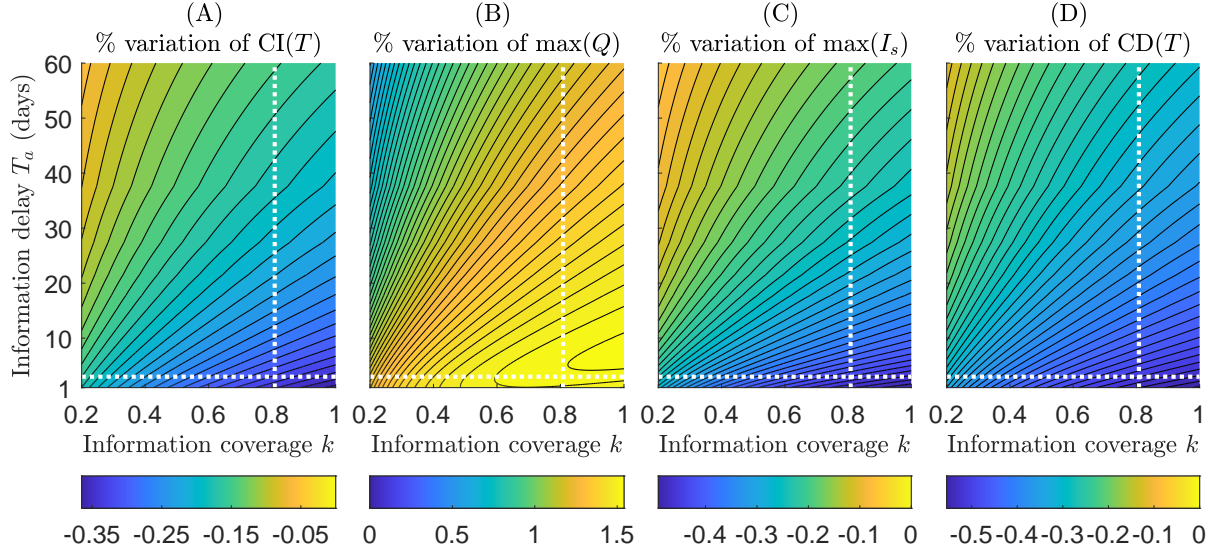 (A) (B) (C) (D)
% variation of CI(T) % variation of max(Q) % variation of max(I_s) % variation of CD(T)
Information delay T_a (days)
60
50
40
30
20
10
1
0.2 0.4 0.6 0.8 1 0.2 0.4 0.6 0.8 1 0.2 0.4 0.6 0.8 1 0.2 0.4 0.6 0.8 1
Information coverage k Information coverage k Information coverage k Information coverage k
-0.35 -0.25 -0.15 -0.05 0 0.5 1 1.5 -0.4 -0.3 -0.2 -0.1 0 -0.5 -0.4 -0.3 -0.2 -0.1 0